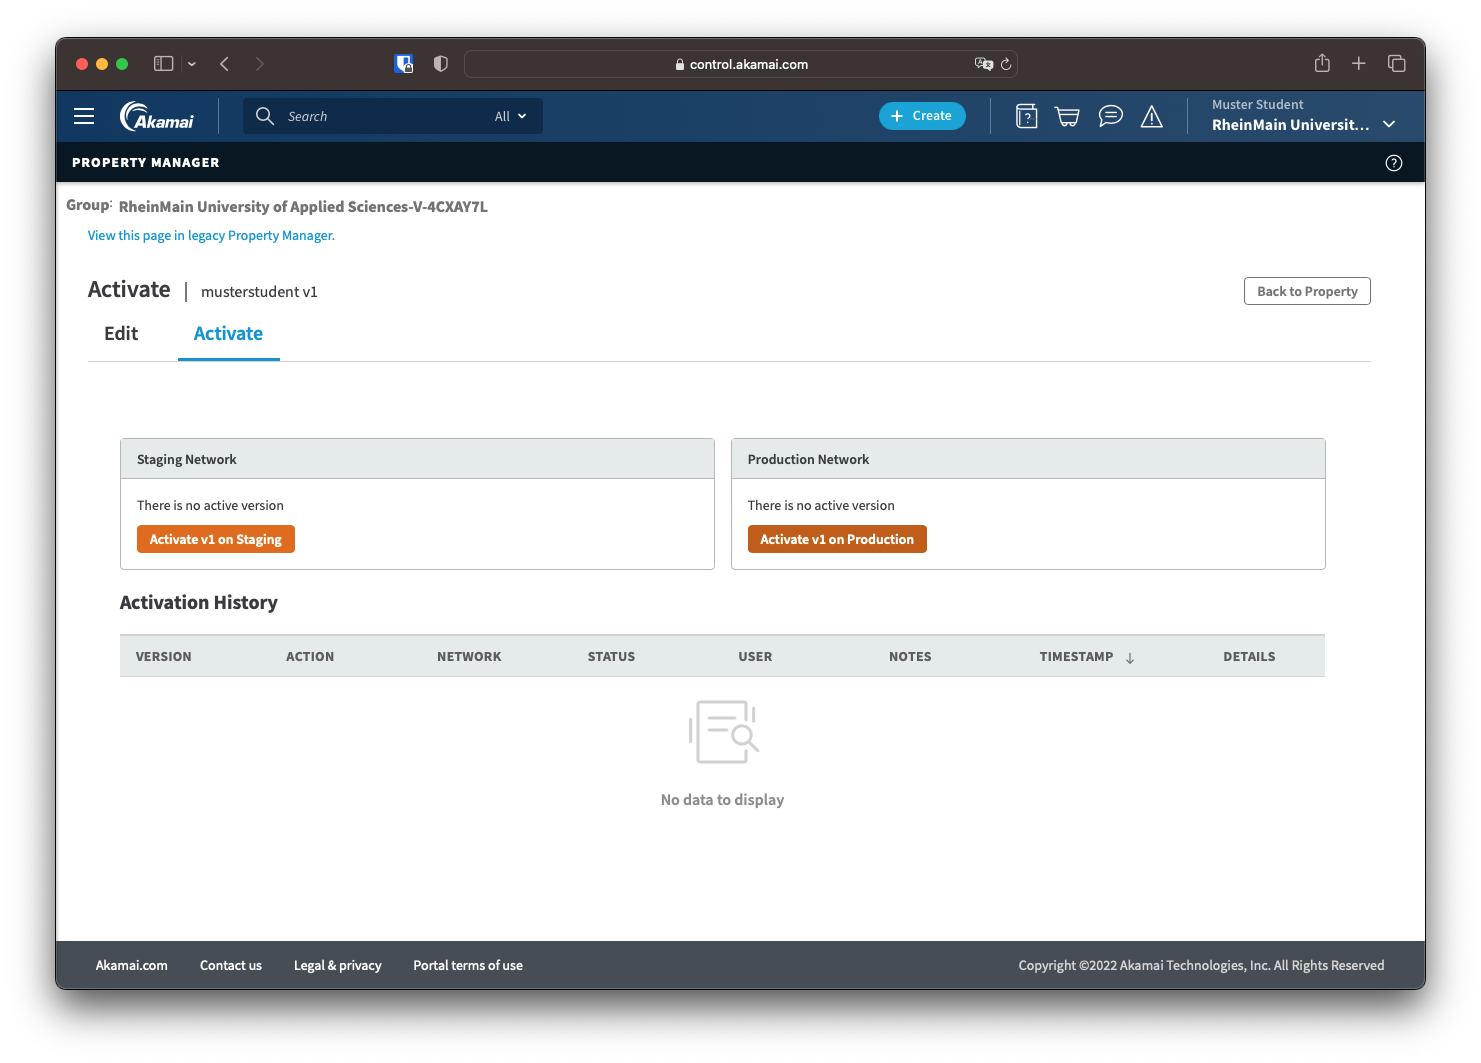 control.akamai.com
Akamai
Search
All
Create
Muster Student
RheinMain Universit...
PROPERTY MANAGER
Group: RheinMain University of Applied Sciences-V-4CXAY7L
View this page in legacy Property Manager.
Activate | musterstudent v1
Back to Property
Edit
Activate
Staging Network
There is no active version
Activate v1 on Staging
Production Network
There is no active version
Activate v1 on Production
Activation History
VERSION ACTION NETWORK STATUS USER NOTES TIMESTAMP ↓ DETAILS
No data to display
Akamai.com Contact us Legal & privacy Portal terms of use
Copyright ©2022 Akamai Technologies, Inc. All Rights Reserved